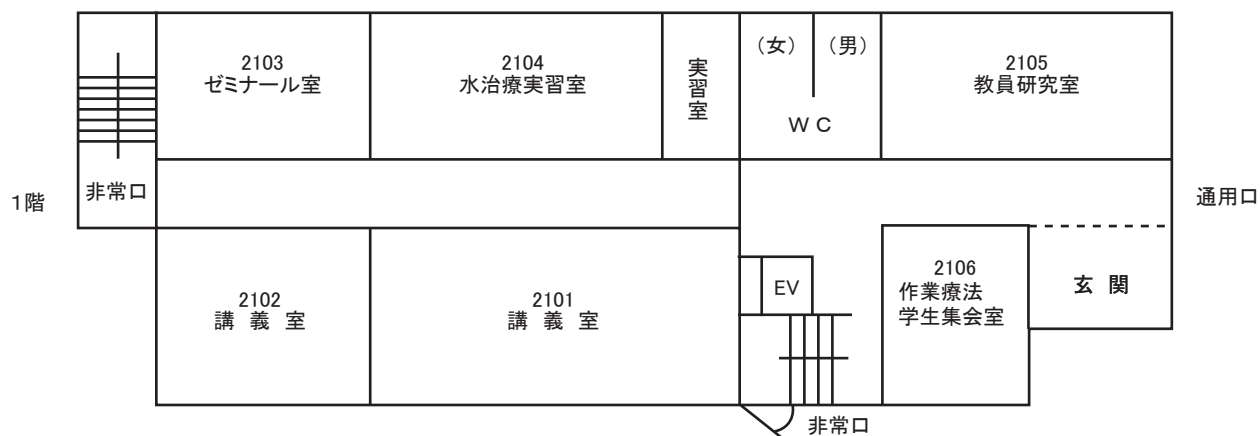 2103
ゼミナール室
2104
水治療実習室
実習室
（女）
（男）
ＷＣ
2105
教員研究室
1階
非常口
通用口
2102
講義室
2101
講義室
EV
2106
作業療法
学生集会室
玄関
非常口